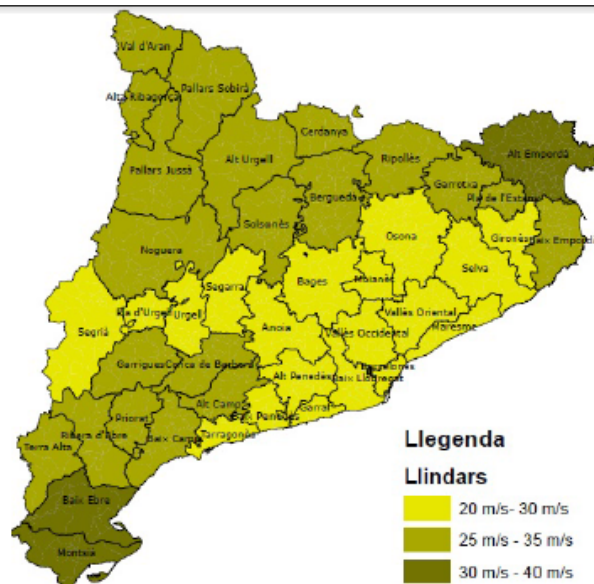 Val d'Aran
Alta Ribagorça
Pallars Sobirà
Cerdanya
Alt Urgell
Ripollès
Alt Empordà
Pallars Jussà
Garrotxa
Berguedà
Pla de l'Estany
Solsonès
Osona
Gironès
Baix Empordà
Noguera
Segarra
Bages
Moianès
Selva
Pla d'Urgell
Urgell
Vallès Oriental
Segrià
Anoia
Vallès Occidental
Maresme
Garrigues
Conca de Barberà
Alt Penedès
Barcelonès
Baix Llobregat
Alt Camp
Garraf
Priorat
Baix Penedès
Ribera d'Ebre
Baix Camp
Tarragonès
Terra Alta
Baix Ebre
Montsià
Llegenda
Llindars
20 m/s- 30 m/s
25 m/s - 35 m/s
30 m/s - 40 m/s